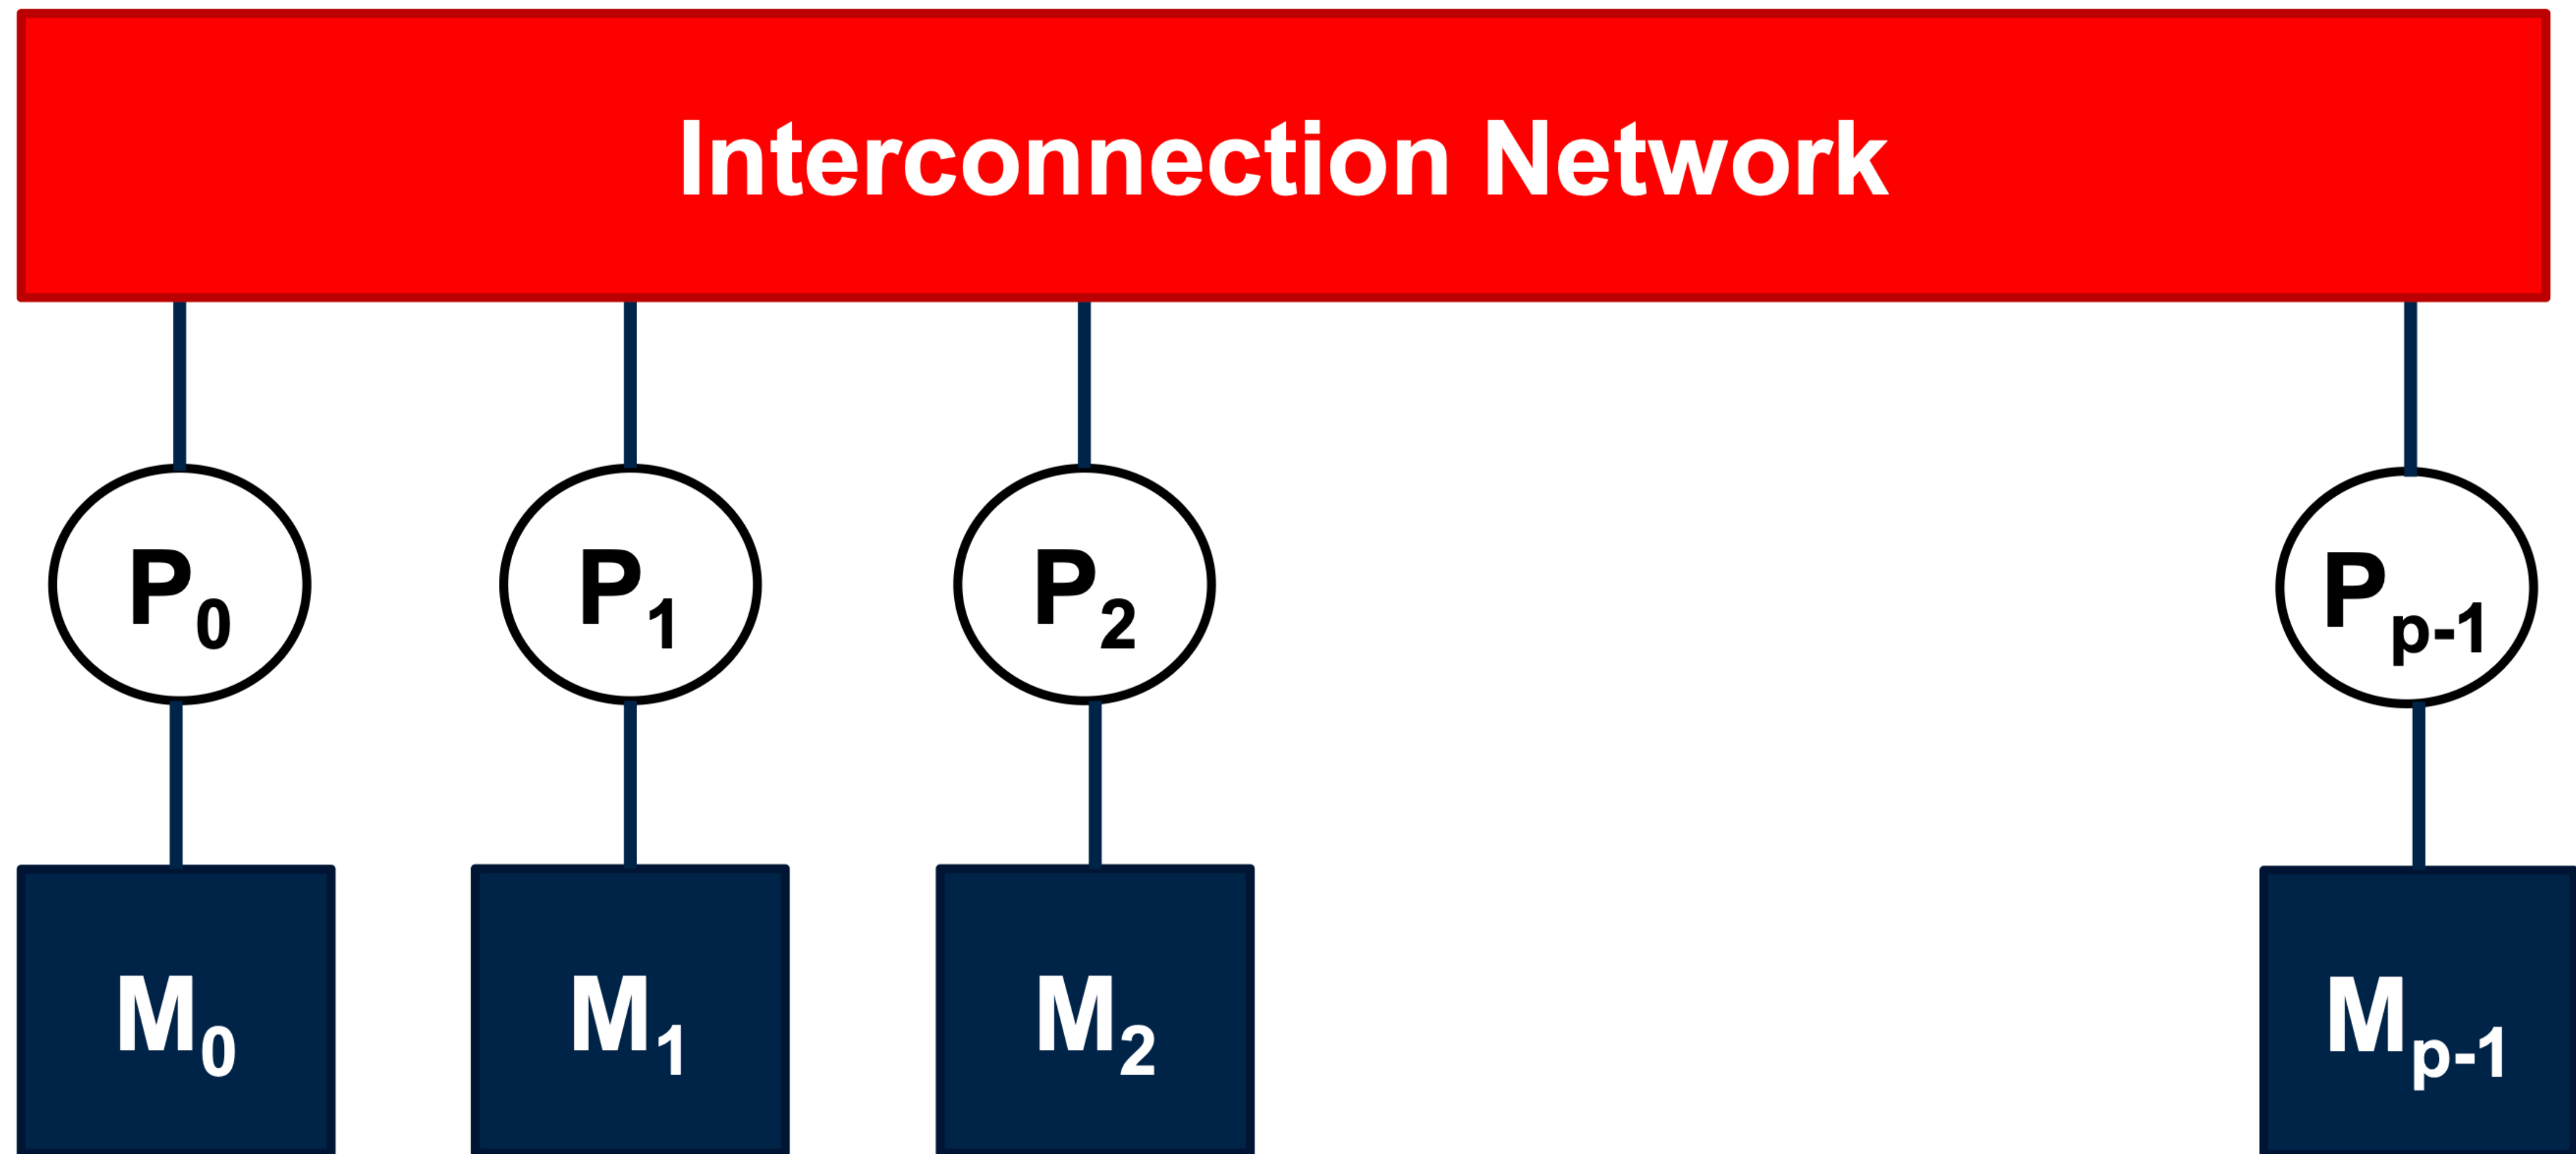 Interconnection Network
P₀ P₁ P₂ Pₚ₋₁
M₀ M₁ M₂ Mₚ₋₁